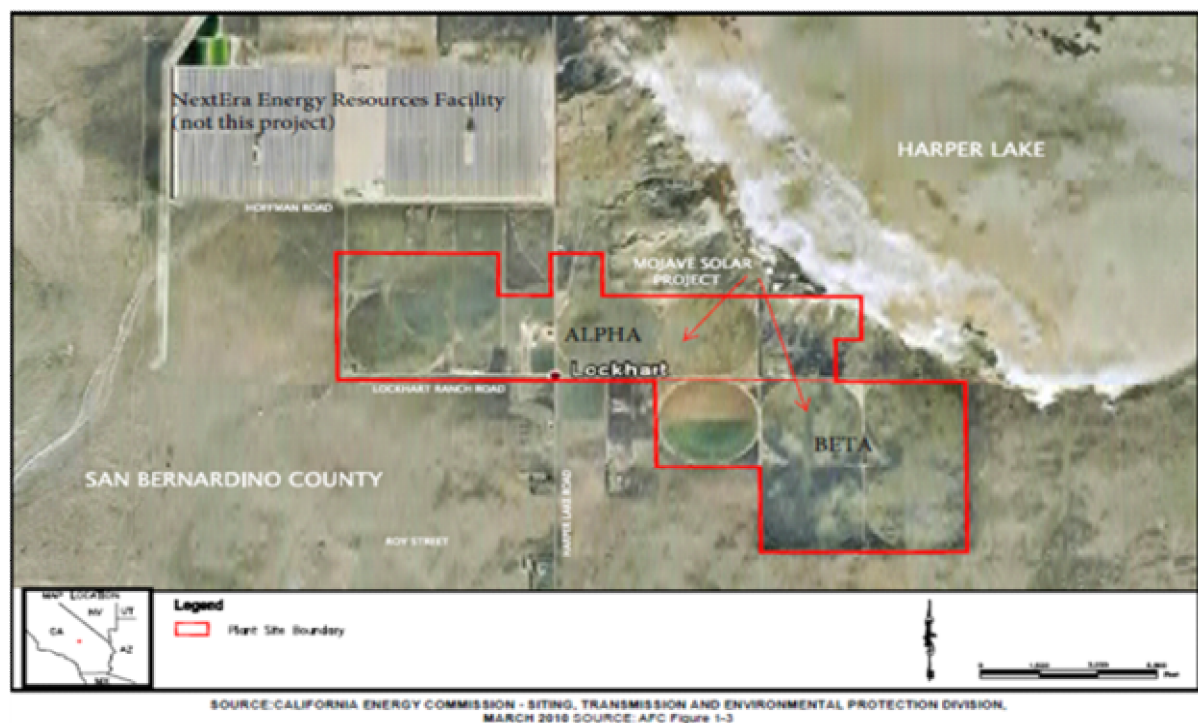 NextEra Energy Resources Facility
(not this project)
HARPER LAKE
HOFFMAN ROAD
MOJAVE SOLAR
PROJECT
ALPHA
Lockhart
LOCKHART RANCH ROAD
BETA
SAN BERNARDINO COUNTY
HARPER LAKE ROAD
ROY STREET
MAP LOCATION
NV
UT
CA
AZ
Legend
Plant Site Boundary
0
Feet
SOURCE:CALIFORNIA ENERGY COMMISSION - SITING, TRANSMISSION AND ENVIRONMENTAL PROTECTION DIVISION,
MARCH 2010 SOURCE: AFC Figure 1-3